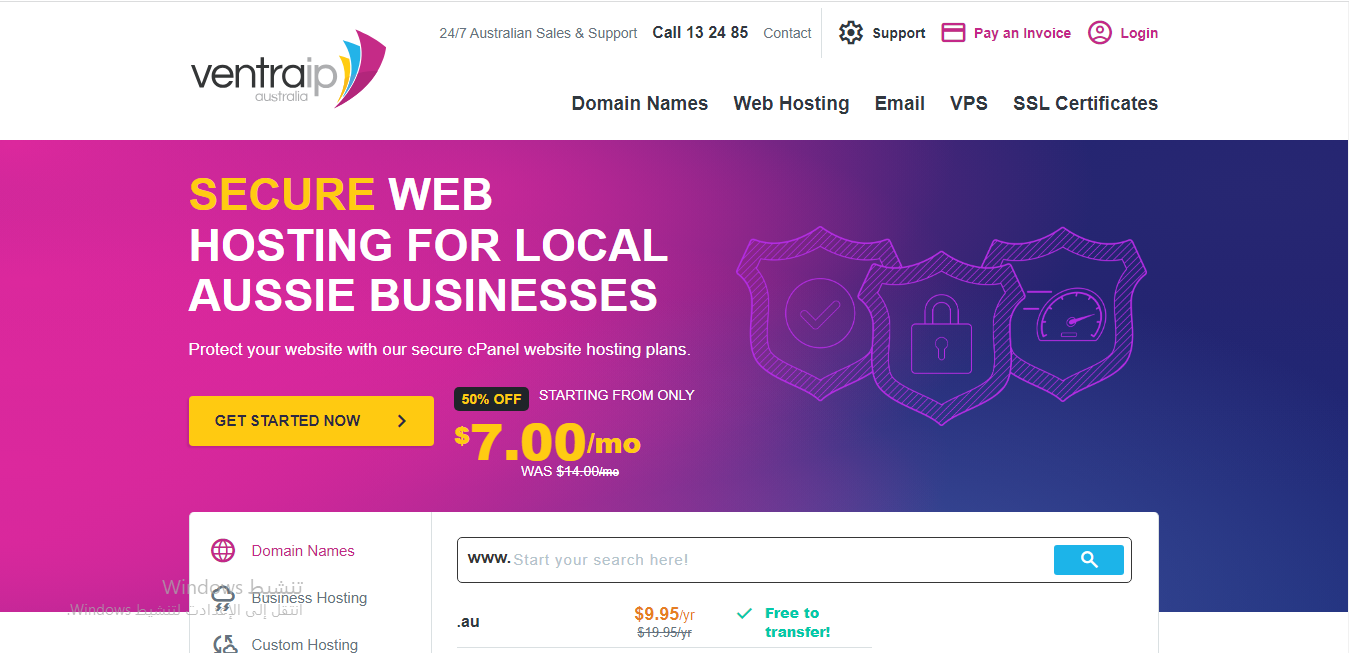 24/7 Australian Sales & Support Call 13 24 85 Contact Support Pay an Invoice Login
ventraip
australia
Domain Names Web Hosting Email VPS SSL Certificates
SECURE WEB
HOSTING FOR LOCAL
AUSSIE BUSINESSES
Protect your website with our secure cPanel website hosting plans.
GET STARTED NOW
50% OFF STARTING FROM ONLY
$7.00/mo
WAS $14.00/mo
Domain Names
Business Hosting
Custom Hosting
www. Start your search here!
.au $9.95/yr Free to
$19.95/yr transfer!
تنشيط Windows
انتقل إلى الإعدادات لتنشيط Windows.